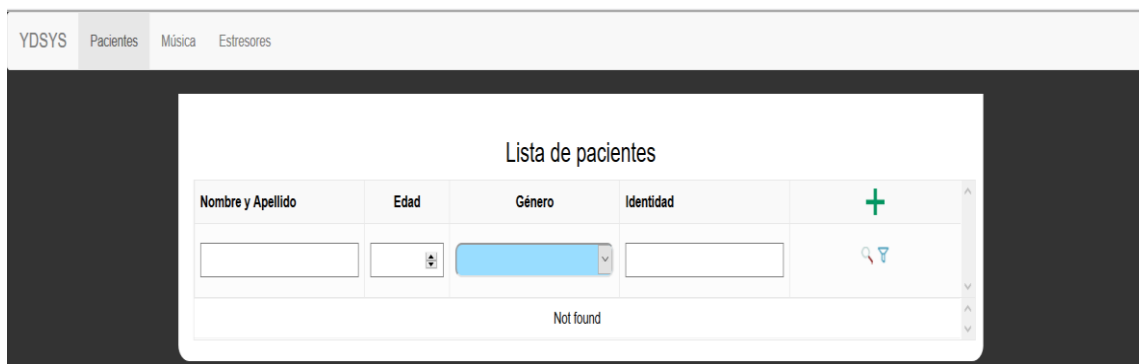 YDSYS Pacientes Música Estresores
Lista de pacientes
Nombre y Apellido Edad Género Identidad
Not found